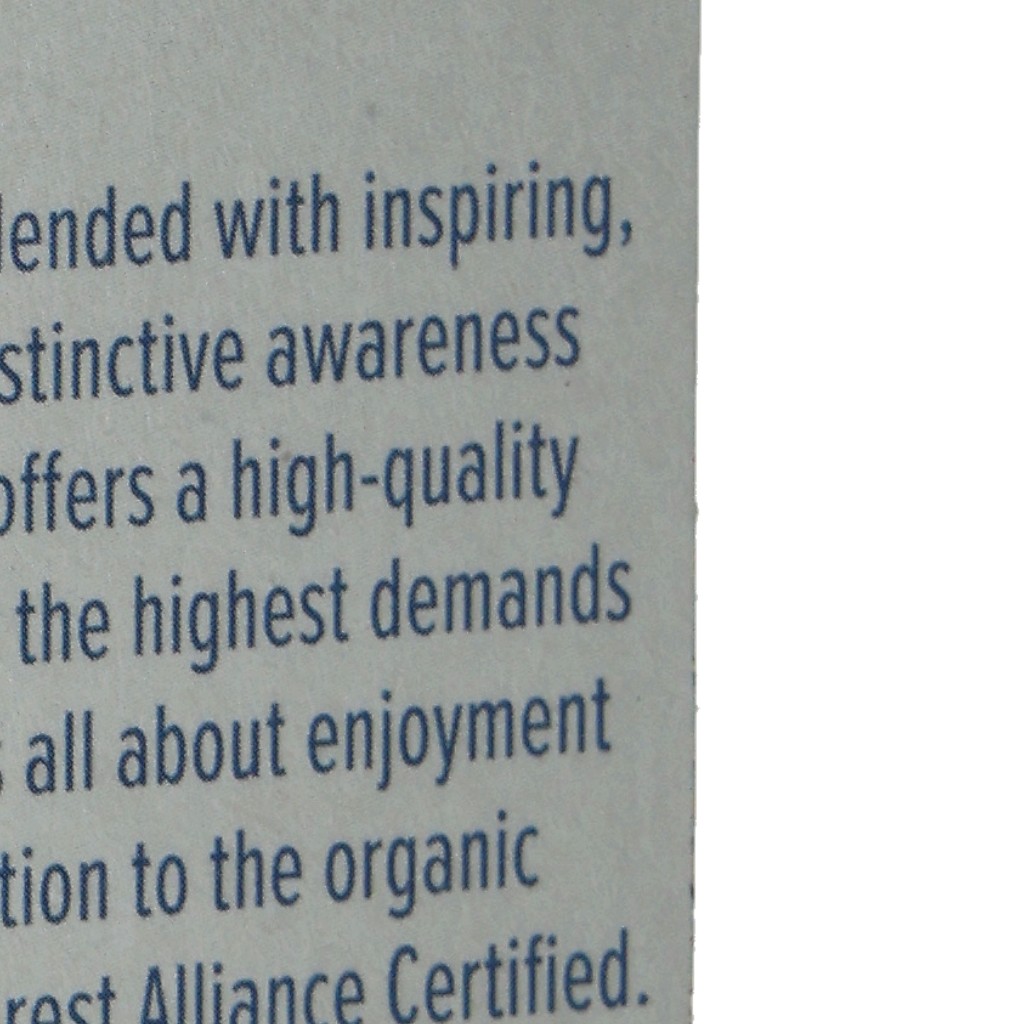 lended with inspiring,
stinctive awareness
offers a high-quality
the highest demands
all about enjoyment
tion to the organic
rest Alliance Certified.